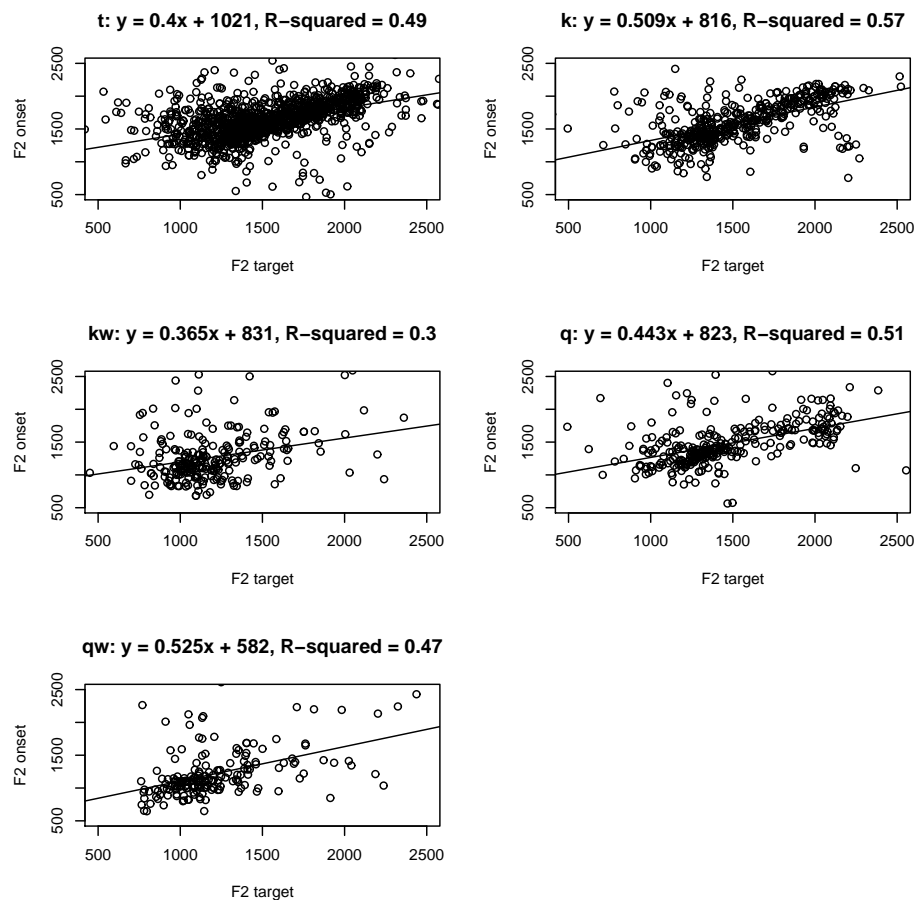 t: y = 0.4x + 1021, R−squared = 0.49
2500
1500
500
F2 onset
500 1000 1500 2000 2500
F2 target
k: y = 0.509x + 816, R−squared = 0.57
2500
1500
500
F2 onset
500 1000 1500 2000 2500
F2 target
kw: y = 0.365x + 831, R−squared = 0.3
2500
1500
500
F2 onset
500 1000 1500 2000 2500
F2 target
q: y = 0.443x + 823, R−squared = 0.51
2500
1500
500
F2 onset
500 1000 1500 2000 2500
F2 target
qw: y = 0.525x + 582, R−squared = 0.47
2500
1500
500
F2 onset
500 1000 1500 2000 2500
F2 target